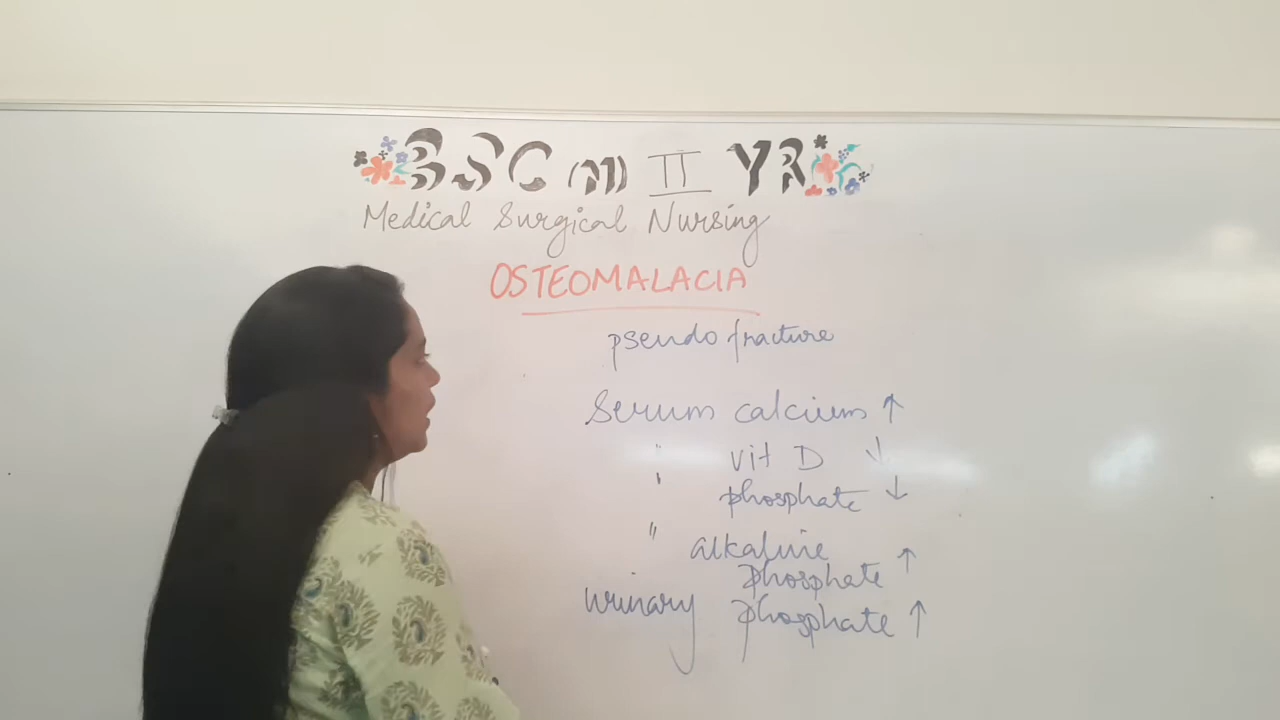 BSC (N) II YR
Medical Surgical Nursing
OSTEOMALACIA
pseudo fracture
Serum calcium ↑
" vit D ↓
" phosphate ↓
" alkaline
phosphate ↑
Urinary phosphate ↑